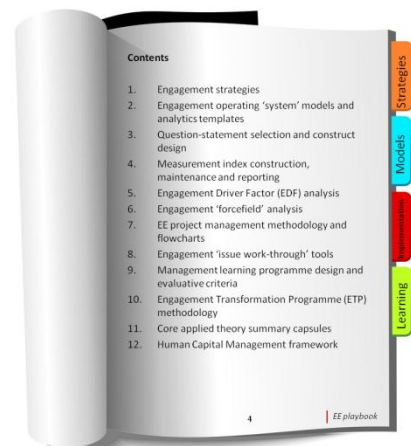 Contents
1. Engagement strategies
2. Engagement operating 'system' models and
analytics templates
3. Question-statement selection and construct
design
4. Measurement index construction,
maintenance and reporting
5. Engagement Driver Factor (EDF) analysis
6. Engagement 'forcefield' analysis
7. EE project management methodology and
flowcharts
8. Engagement 'issue work-through' tools
9. Management learning programme design and
evaluative criteria
10. Engagement Transformation Programme (ETP)
methodology
11. Core applied theory summary capsules
12. Human Capital Management framework
4
EE playbook
Strategies
Models
Implementation
Learning